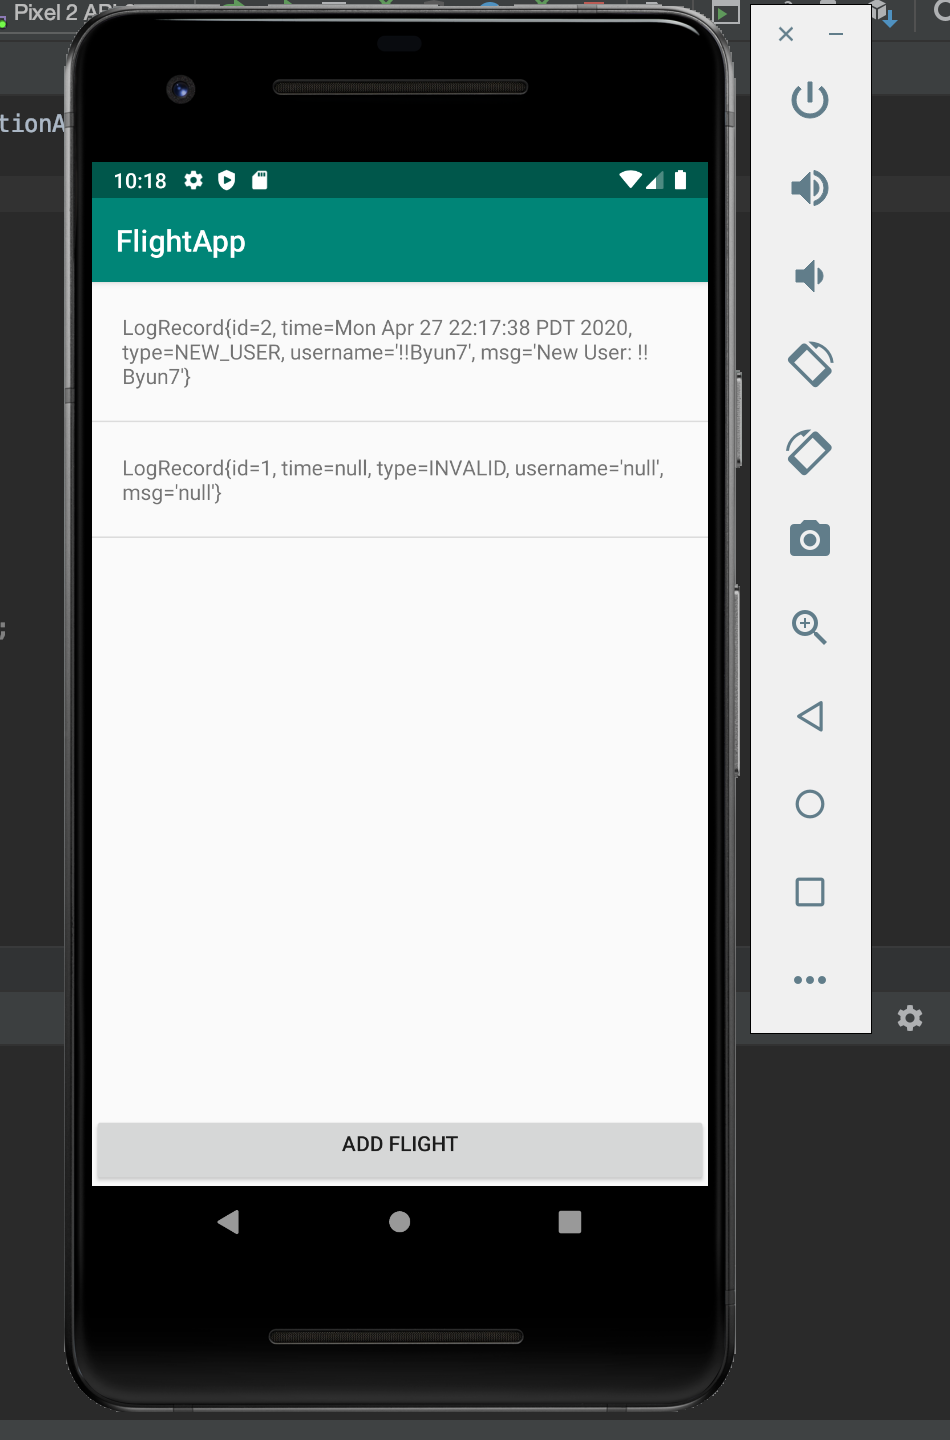 Pixel 2 API
tionA
10:18
FlightApp
LogRecord{id=2, time=Mon Apr 27 22:17:38 PDT 2020,
type=NEW_USER, username='!!Byun7', msg='New User: !!
Byun7'}
LogRecord{id=1, time=null, type=INVALID, username='null',
msg='null'}
;
ADD FLIGHT